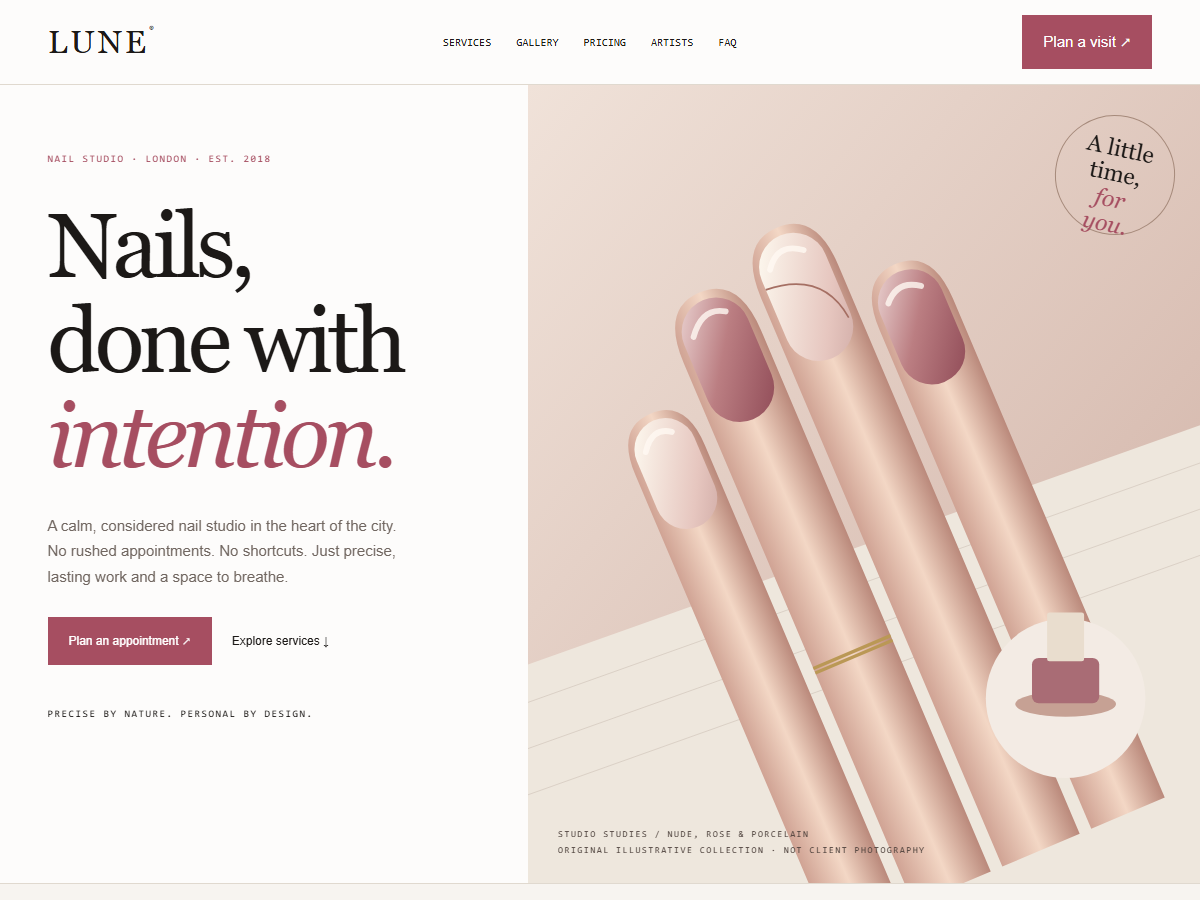 LUNE®
SERVICES GALLERY PRICING ARTISTS FAQ
Plan a visit ↗
NAIL STUDIO · LONDON · EST. 2018
Nails,
done with
intention.
A calm, considered nail studio in the heart of the city.
No rushed appointments. No shortcuts. Just precise,
lasting work and a space to breathe.
Plan an appointment ↗
Explore services ↓
PRECISE BY NATURE. PERSONAL BY DESIGN.
A little
time,
for
you.
STUDIO STUDIES / NUDE, ROSE & PORCELAIN
ORIGINAL ILLUSTRATIVE COLLECTION · NOT CLIENT PHOTOGRAPHY